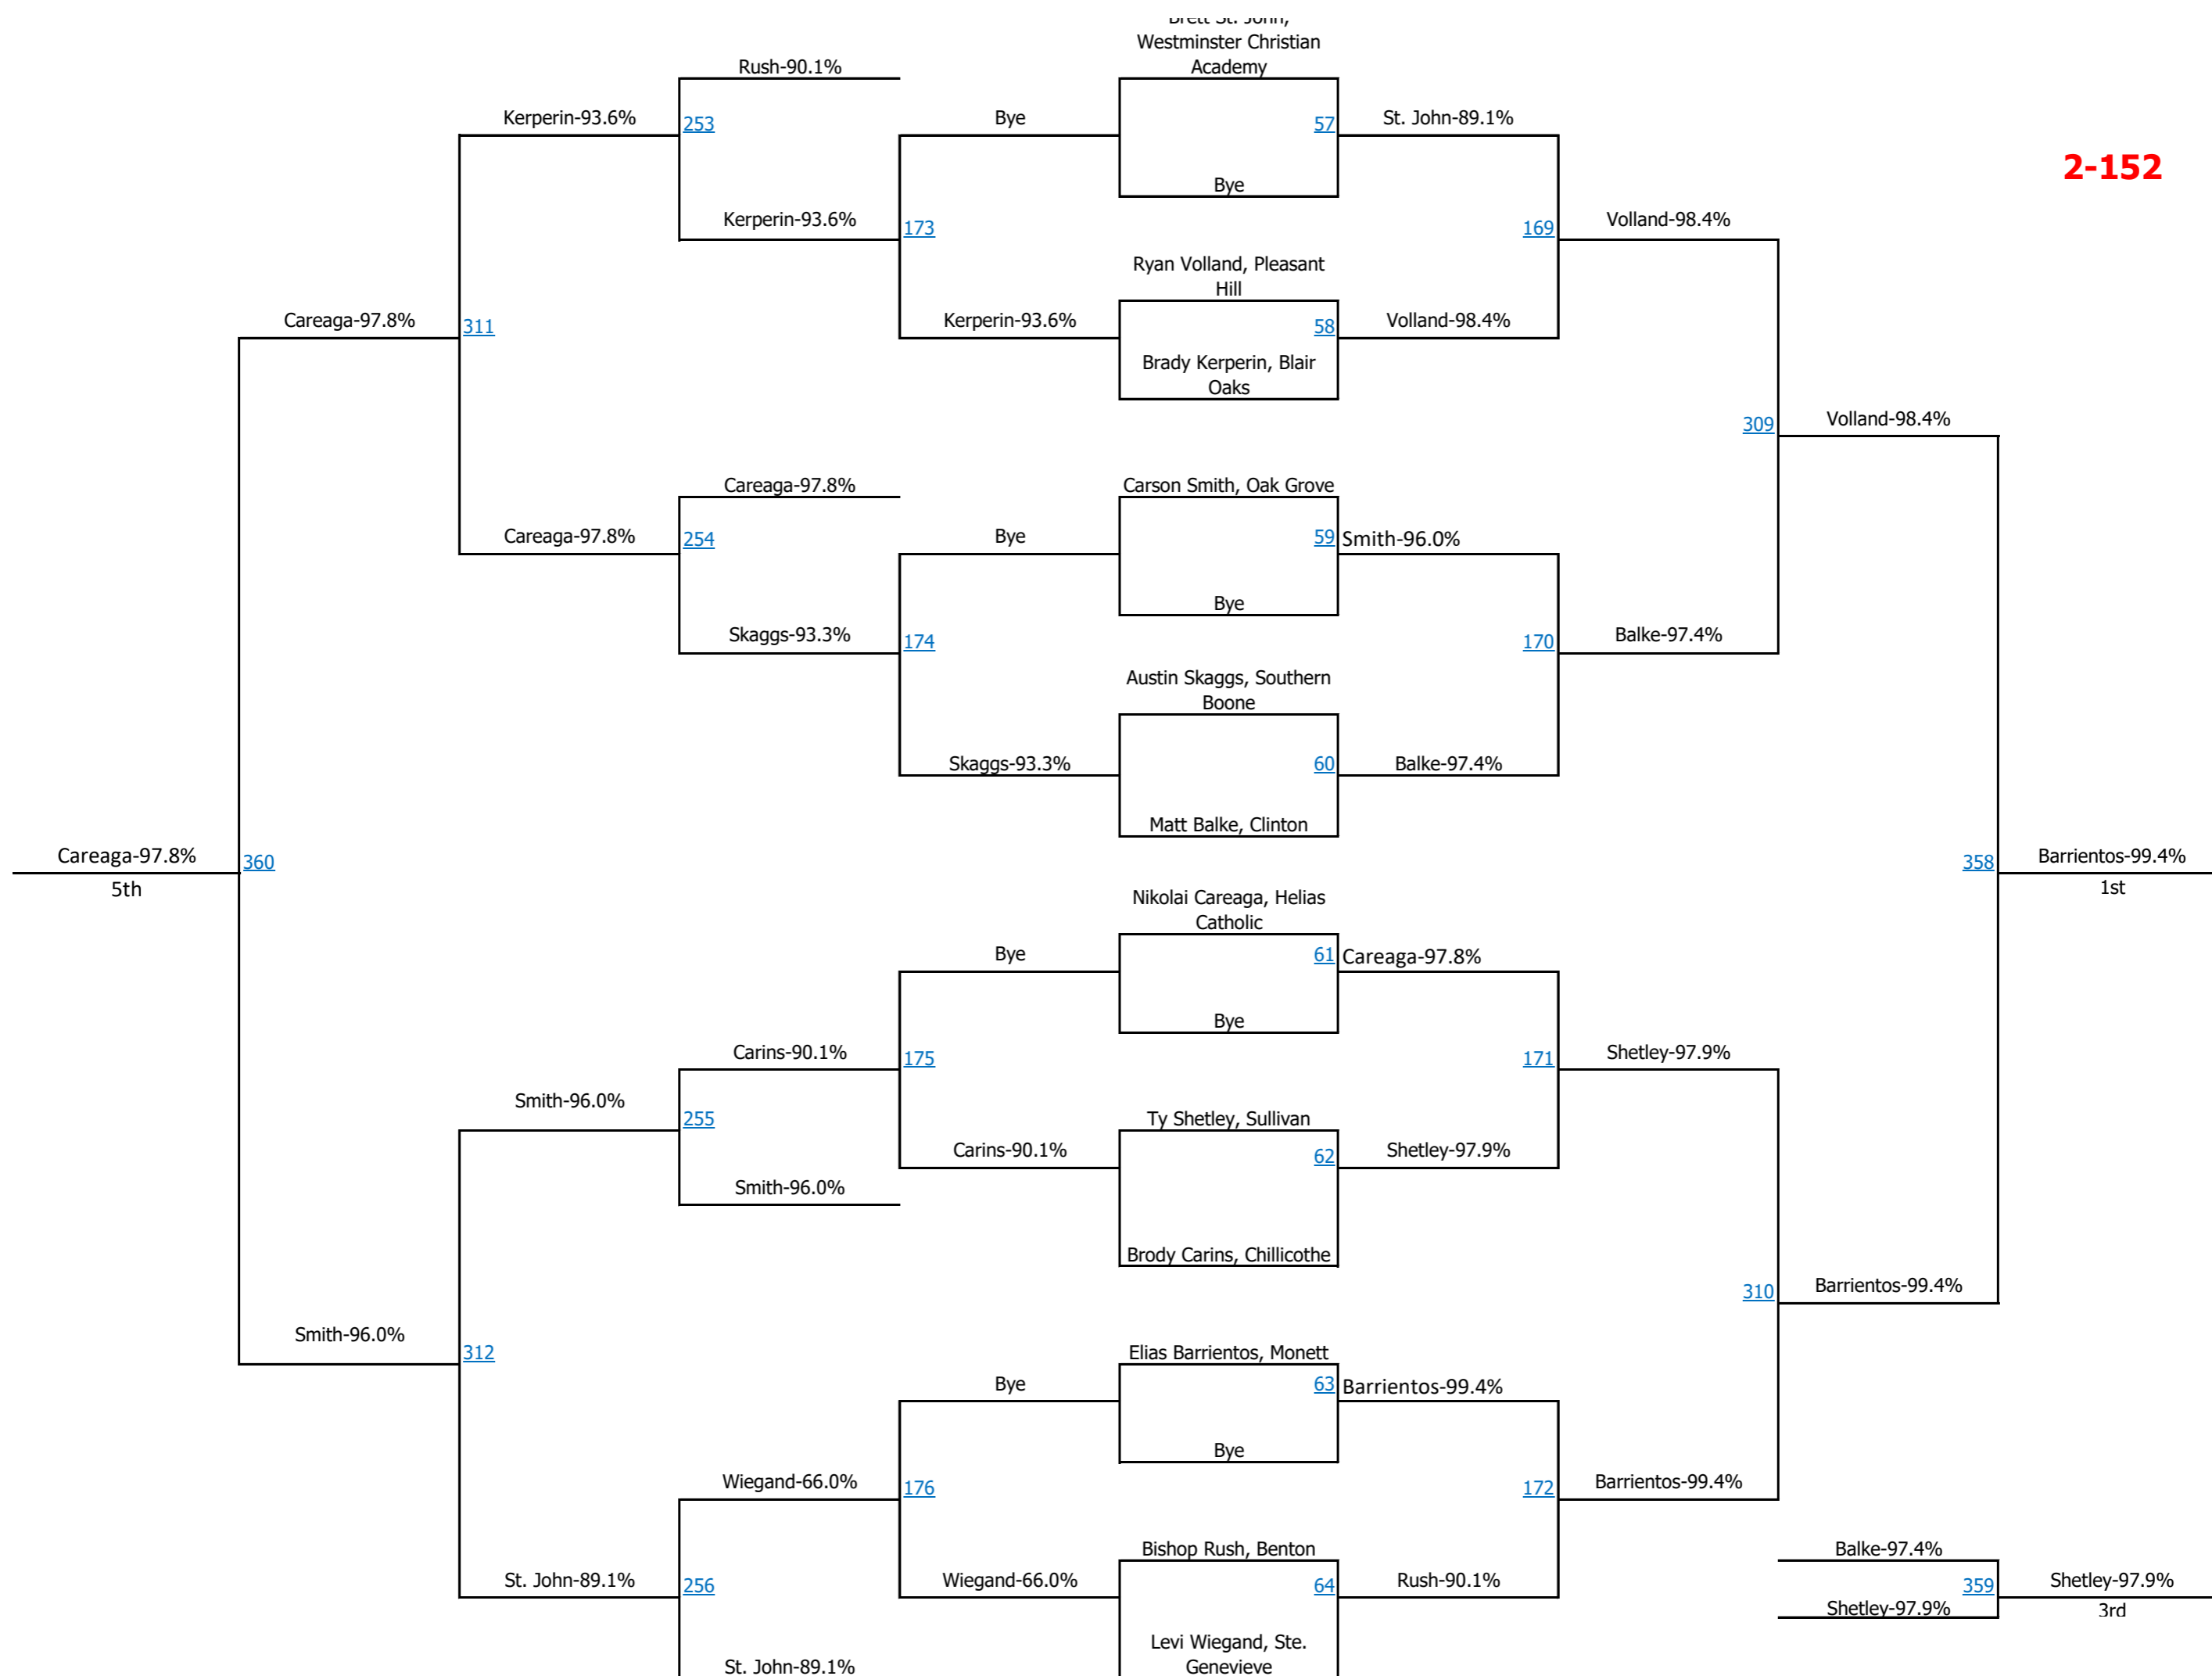 Brett St. John,
Westminster Christian
Academy
Rush-90.1%
Kerperin-93.6%
253
Bye
57
St. John-89.1%
2-152
Bye
Kerperin-93.6%
173
169
Volland-98.4%
Ryan Volland, Pleasant
Hill
Careaga-97.8%
311
Kerperin-93.6%
58
Volland-98.4%
Brady Kerperin, Blair
Oaks
309
Volland-98.4%
Careaga-97.8%
Carson Smith, Oak Grove
Careaga-97.8%
254
Bye
59
Smith-96.0%
Bye
Skaggs-93.3%
174
170
Balke-97.4%
Austin Skaggs, Southern
Boone
Skaggs-93.3%
60
Balke-97.4%
Matt Balke, Clinton
Careaga-97.8%
360
358
Barrientos-99.4%
5th
1st
Nikolai Careaga, Helias
Catholic
Bye
61
Careaga-97.8%
Bye
Carins-90.1%
175
171
Shetley-97.9%
Smith-96.0%
255
Ty Shetley, Sullivan
Carins-90.1%
62
Shetley-97.9%
Smith-96.0%
Brody Carins, Chillicothe
310
Barrientos-99.4%
Smith-96.0%
312
Elias Barrientos, Monett
Bye
63
Barrientos-99.4%
Bye
Wiegand-66.0%
176
172
Barrientos-99.4%
Bishop Rush, Benton
Balke-97.4%
St. John-89.1%
256
Wiegand-66.0%
64
Rush-90.1%
359
Shetley-97.9%
Shetley-97.9%
3rd
Levi Wiegand, Ste.
Genevieve
St. John-89.1%